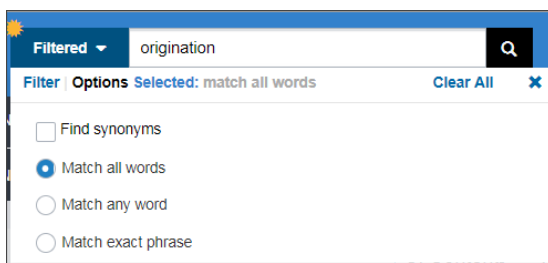 Filtered origination
Filter | Options Selected: match all words Clear All ✖
Find synonyms
Match all words
Match any word
Match exact phrase